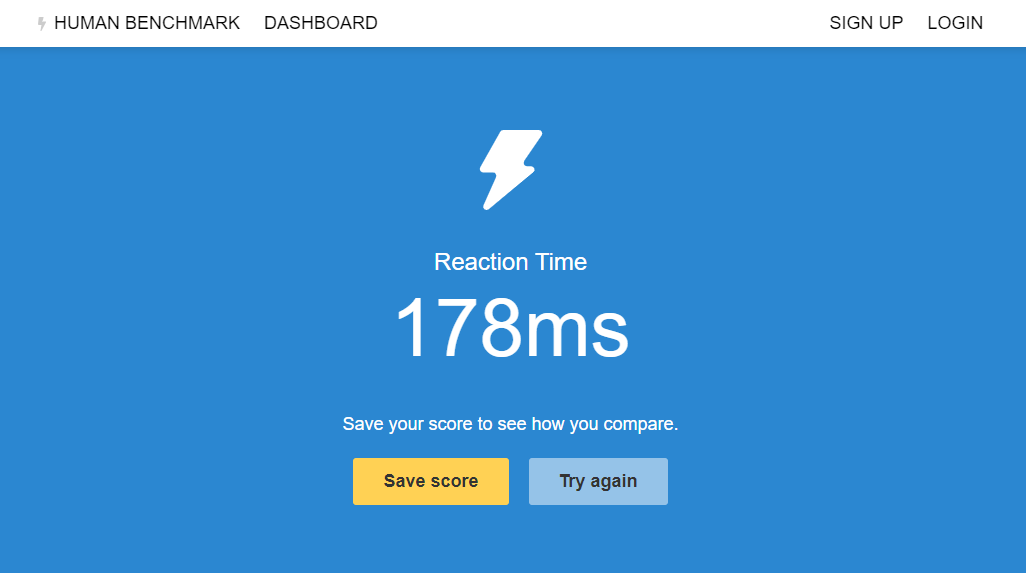 HUMAN BENCHMARK DASHBOARD SIGN UP LOGIN
Reaction Time
178ms
Save your score to see how you compare.
Save score Try again